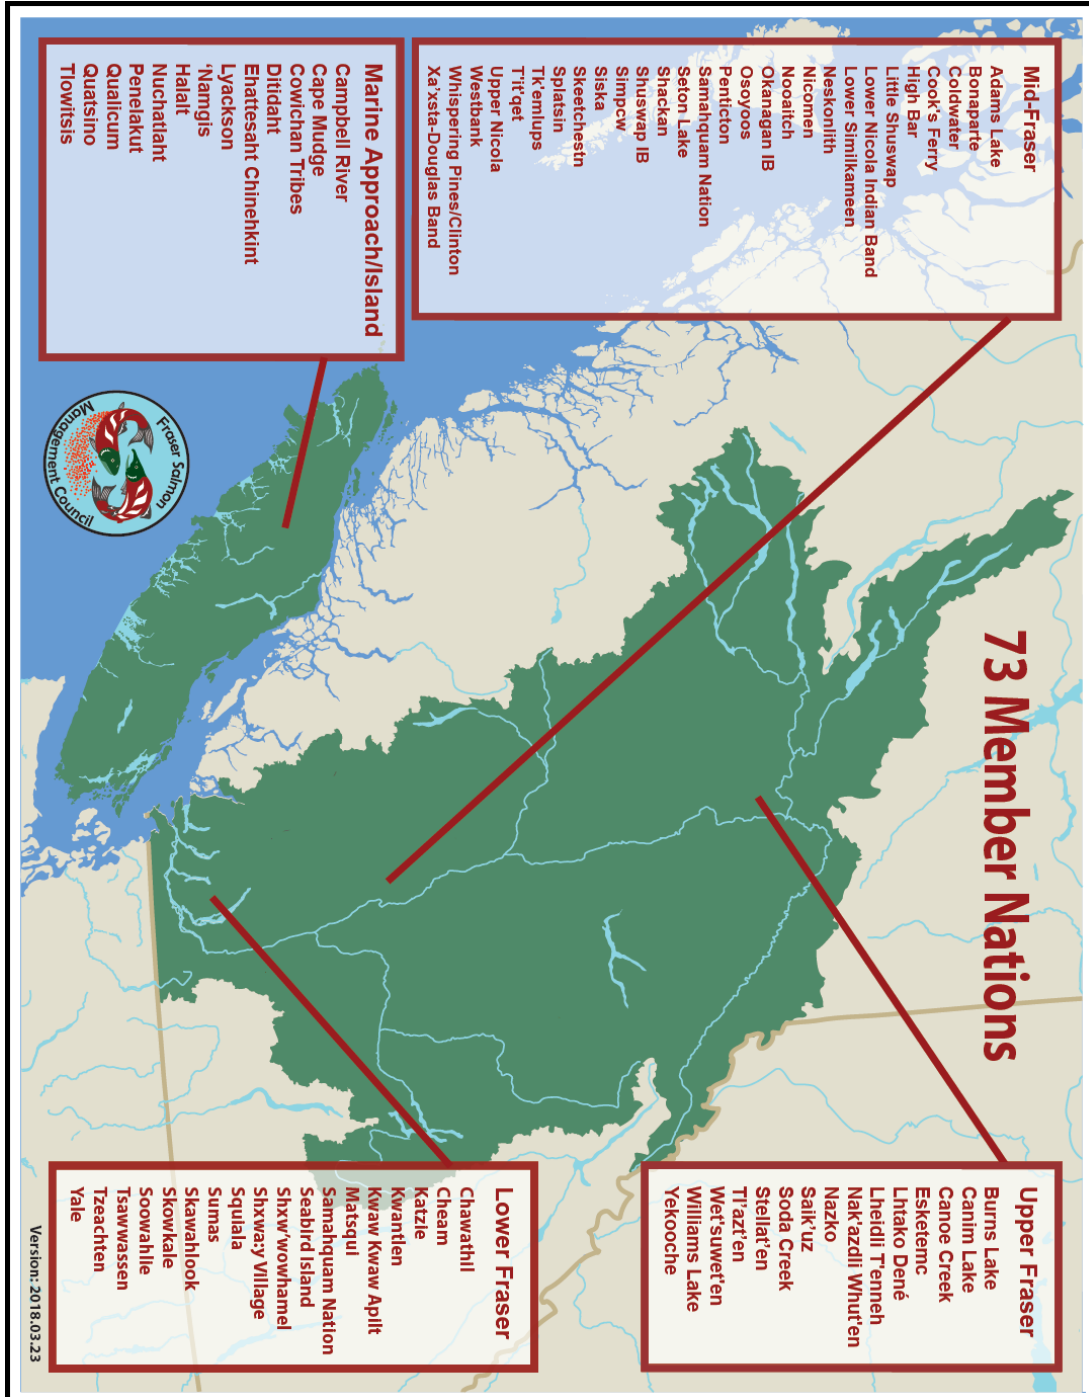 73 Member Nations
Mid-Fraser
Adams Lake
Bonaparte
Coldwater
Cook's Ferry
High Bar
Little Shuswap
Lower Nicola Indian Band
Lower Similkameen
Neskonlith
Nicomen
Nooaitch
Okanagan IB
Osoyoos
Penticton
Samahquam Nation
Seton Lake
Shackan
Shuswap IB
Simpcw
Siska
Skeetchestn
Splatsin
Tk'emlups
T'it'qet
Upper Nicola
Westbank
Whispering Pines/Clinton
Xa'xsta-Douglas Band
Upper Fraser
Burns Lake
Canim Lake
Canoe Creek
Esketemc
Lhtako Dené
Lheidli T'enneh
Nak'azdli Whut'en
Nazko
Saik'uz
Soda Creek
Stellat'en
Tl'azt'en
Wet'suwet'en
Williams Lake
Yekooche
Marine Approach/Island
Campbell River
Cape Mudge
Cowichan Tribes
Ditidaht
Ehattesaht Chinehkint
Lyackson
'Namgis
Halalt
Nuchatlaht
Penelakut
Qualicum
Quatsino
Tlowitsis
Lower Fraser
Chawathil
Cheam
Katzie
Kwantlen
Kwaw Kwaw Aplit
Matsqui
Samahquam Nation
Seabird Island
Shxw'wowhamel
Shxwa:y Village
Squiala
Sumas
Skawahlook
Skowkale
Soowahlie
Tsawwassen
Tzeachten
Yale
Fraser Salmon
Management Council
Version: 2018.03.23